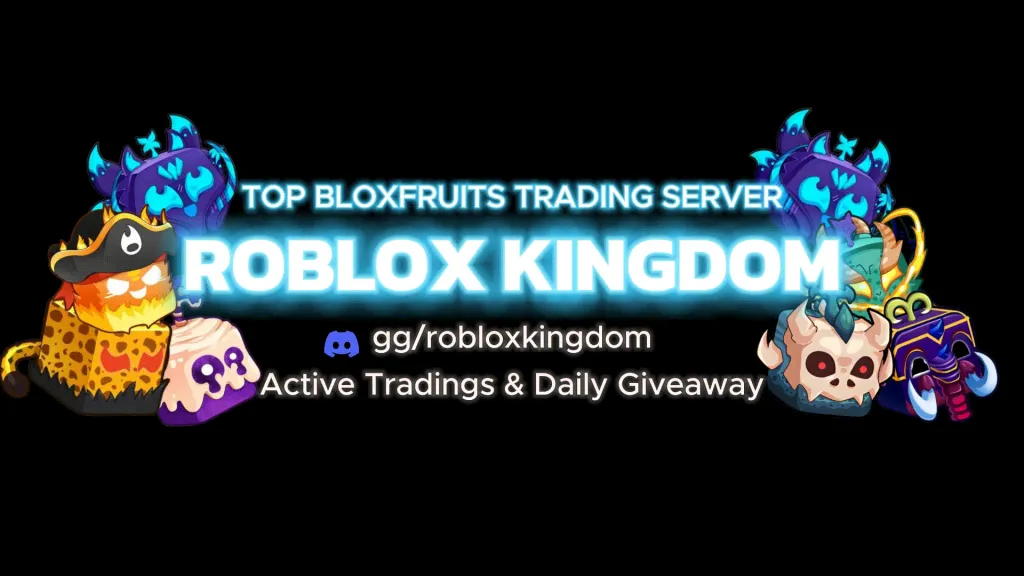 TOP BLOXFRUITS TRADING SERVER
ROBLOX KINGDOM
gg/robloxkingdom
Active Tradings & Daily Giveaway